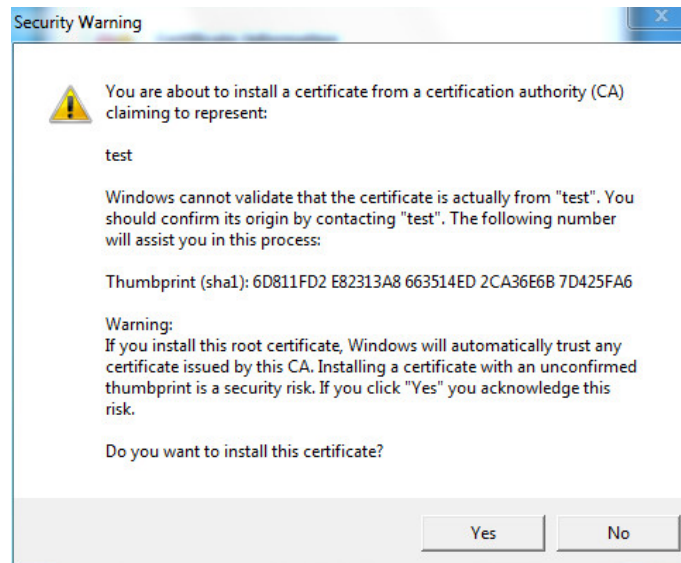 Security Warning
You are about to install a certificate from a certification authority (CA)
claiming to represent:
test
Windows cannot validate that the certificate is actually from "test". You
should confirm its origin by contacting "test". The following number
will assist you in this process:
Thumbprint (sha1): 6D811FD2 E82313A8 663514ED 2CA36E6B 7D425FA6
Warning:
If you install this root certificate, Windows will automatically trust any
certificate issued by this CA. Installing a certificate with an unconfirmed
thumbprint is a security risk. If you click "Yes" you acknowledge this
risk.
Do you want to install this certificate?
Yes No